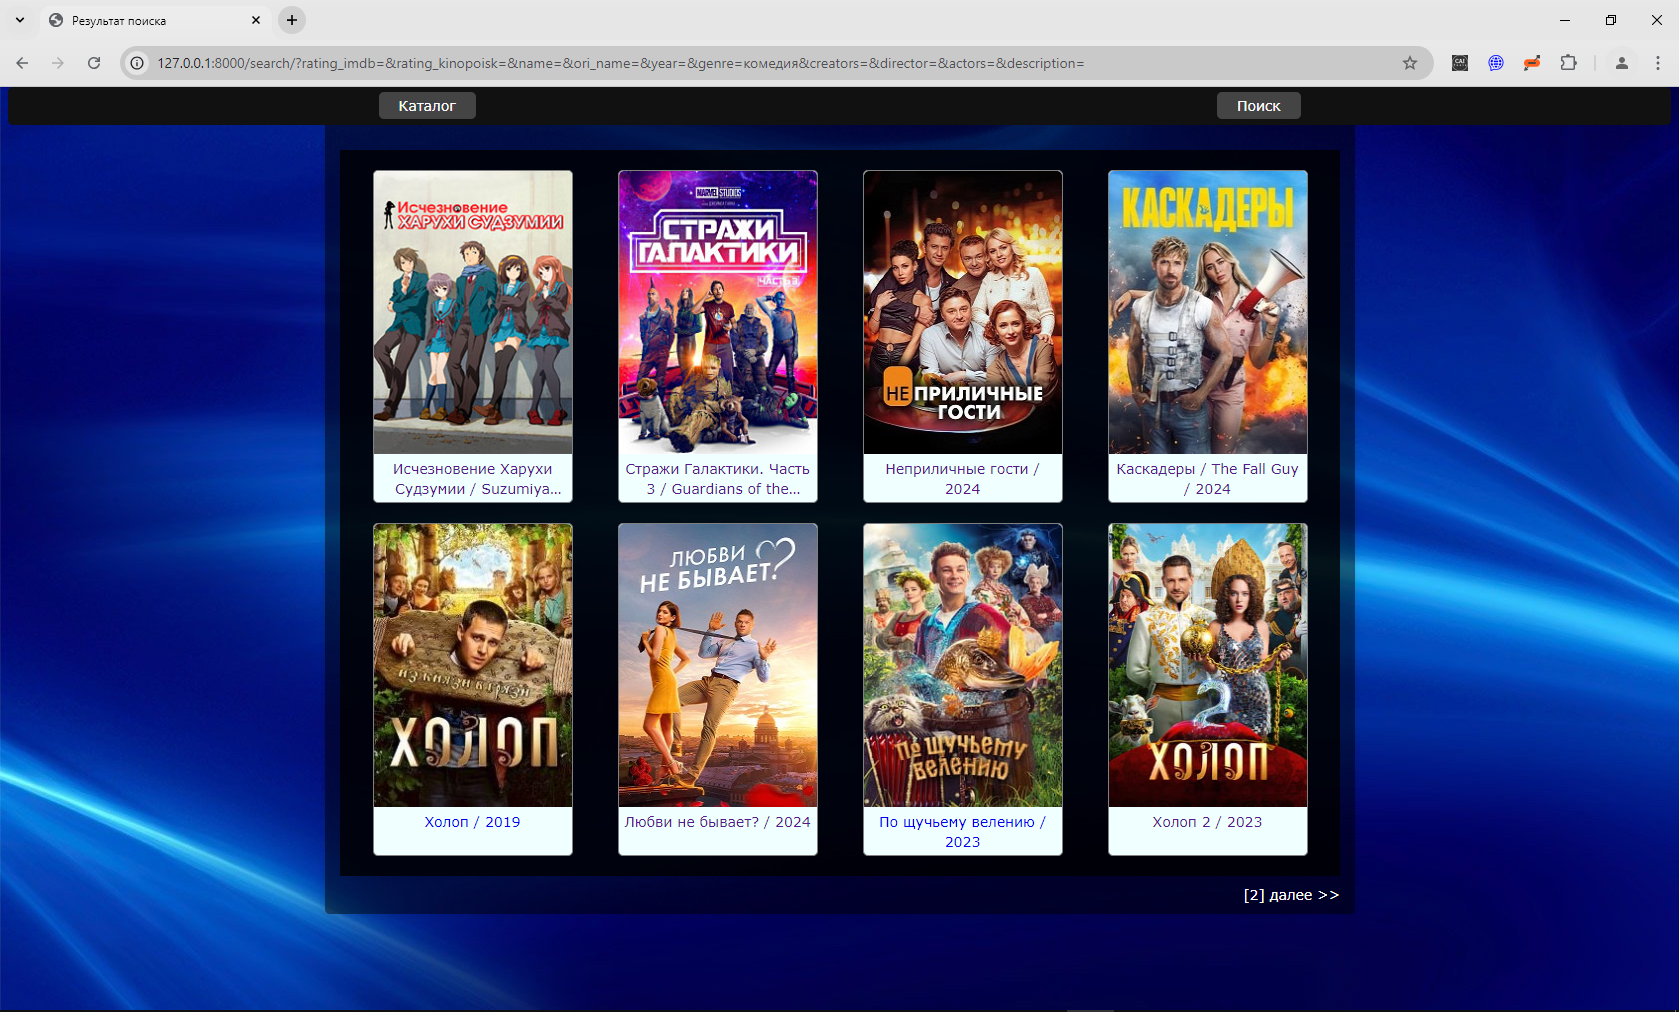 Результат поиска
127.0.0.1:8000/search/?rating_imdb=&rating_kinopoisk=&name=&ori_name=&year=&genre=комедия&creators=&director=&actors=&description=
Каталог
Поиск
Исчезновение
ХАРУХИ СУДЗУМИИ
MARVEL STUDIOS
СТРАЖИ
ГАЛАКТИКИ
ЧАСТЬ 3
НЕПРИЛИЧНЫЕ
ГОСТИ
КАСКАДЕРЫ
Исчезновение Харухи
Судзумии / Suzumiya...
Стражи Галактики. Часть
3 / Guardians of the...
Неприличные гости /
2024
Каскадеры / The Fall Guy
/ 2024
ИЗ КНЯЗИ В ГРЯЗИ
ХОЛОП
ЛЮБВИ
НЕ БЫВАЕТ?
По щучьему
велению
2
ХОЛОП
Холоп / 2019
Любви не бывает? / 2024
По щучьему велению /
2023
Холоп 2 / 2023
[2] далее >>